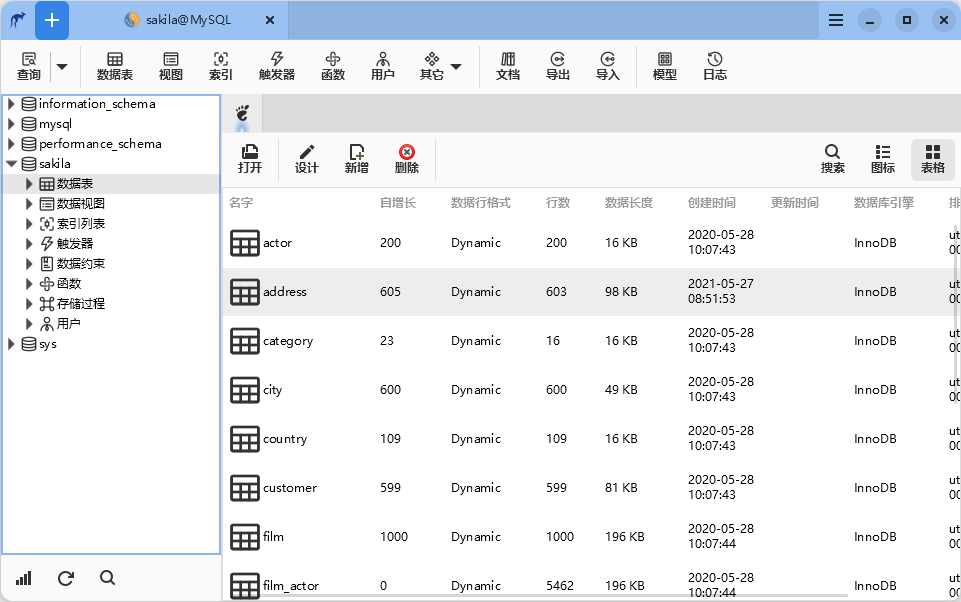 sakila@MySQL
查询
数据表
视图
索引
触发器
函数
用户
其它
文档
导出
导入
模型
日志
information_schema
mysql
performance_schema
sakila
数据表
数据视图
索引列表
触发器
数据约束
函数
存储过程
用户
sys
打开
设计
新增
删除
搜索
图标
表格
名字 自增长 数据行格式 行数 数据长度 创建时间 更新时间 数据库引擎 排
actor 200 Dynamic 200 16 KB 2020-05-28 10:07:43 InnoDB ut
address 605 Dynamic 603 98 KB 2021-05-27 08:51:53 InnoDB ut
category 23 Dynamic 16 16 KB 2020-05-28 10:07:43 InnoDB ut
city 600 Dynamic 600 49 KB 2020-05-28 10:07:43 InnoDB ut
country 109 Dynamic 109 16 KB 2020-05-28 10:07:43 InnoDB ut
customer 599 Dynamic 599 81 KB 2020-05-28 10:07:43 InnoDB ut
film 1000 Dynamic 1000 196 KB 2020-05-28 10:07:44 InnoDB ut
film_actor 0 Dynamic 5462 196 KB 2020-05-28 10:07:44 InnoDB ut